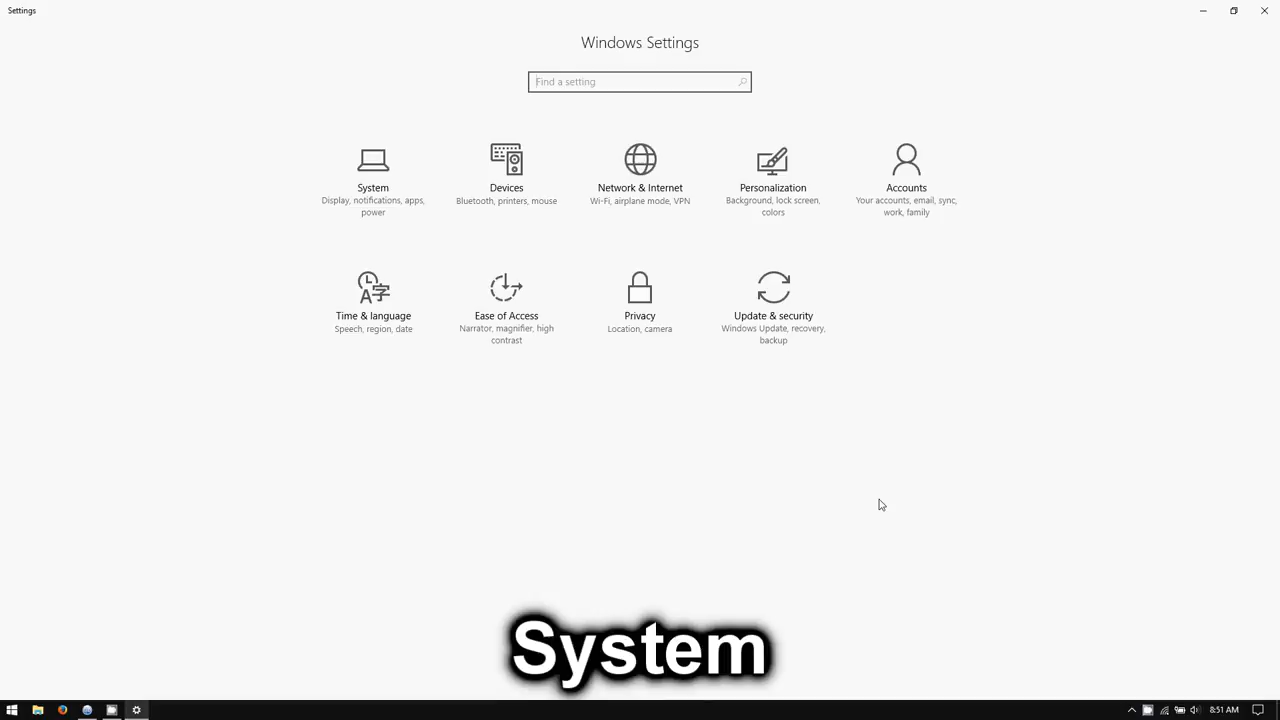 Settings
Windows Settings
Find a setting
System
Display, notifications, apps,
power
Devices
Bluetooth, printers, mouse
Network & Internet
Wi-Fi, airplane mode, VPN
Personalization
Background, lock screen,
colors
Accounts
Your accounts, email, sync,
work, family
Time & language
Speech, region, date
Ease of Access
Narrator, magnifier, high
contrast
Privacy
Location, camera
Update & security
Windows Update, recovery,
backup
System
8:51 AM